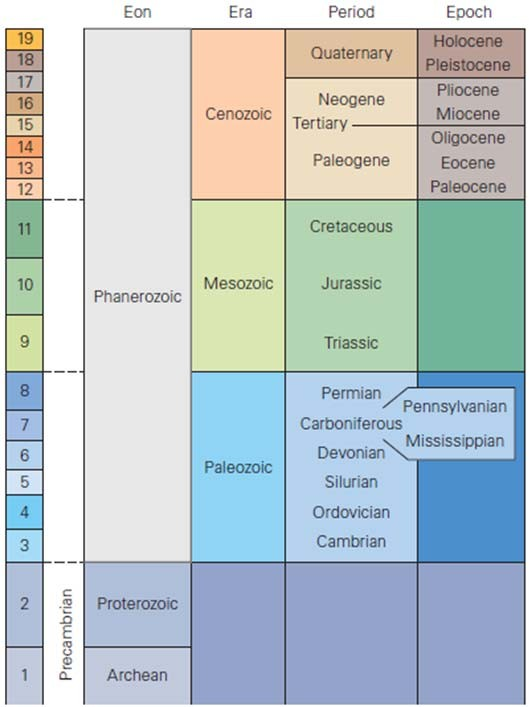 Eon Era Period Epoch
19 Holocene
18 Quaternary Pleistocene
17 Pliocene
16 Neogene Miocene
15 Cenozoic Tertiary Oligocene
14 Paleogene Eocene
13
12 Paleocene
11 Cretaceous
10 Phanerozoic Mesozoic Jurassic
9 Triassic
8 Permian Pennsylvanian
7 Carboniferous Mississippian
6 Devonian
5 Paleozoic Silurian
4 Ordovician
3 Cambrian
2 Precambrian Proterozoic
1 Archean